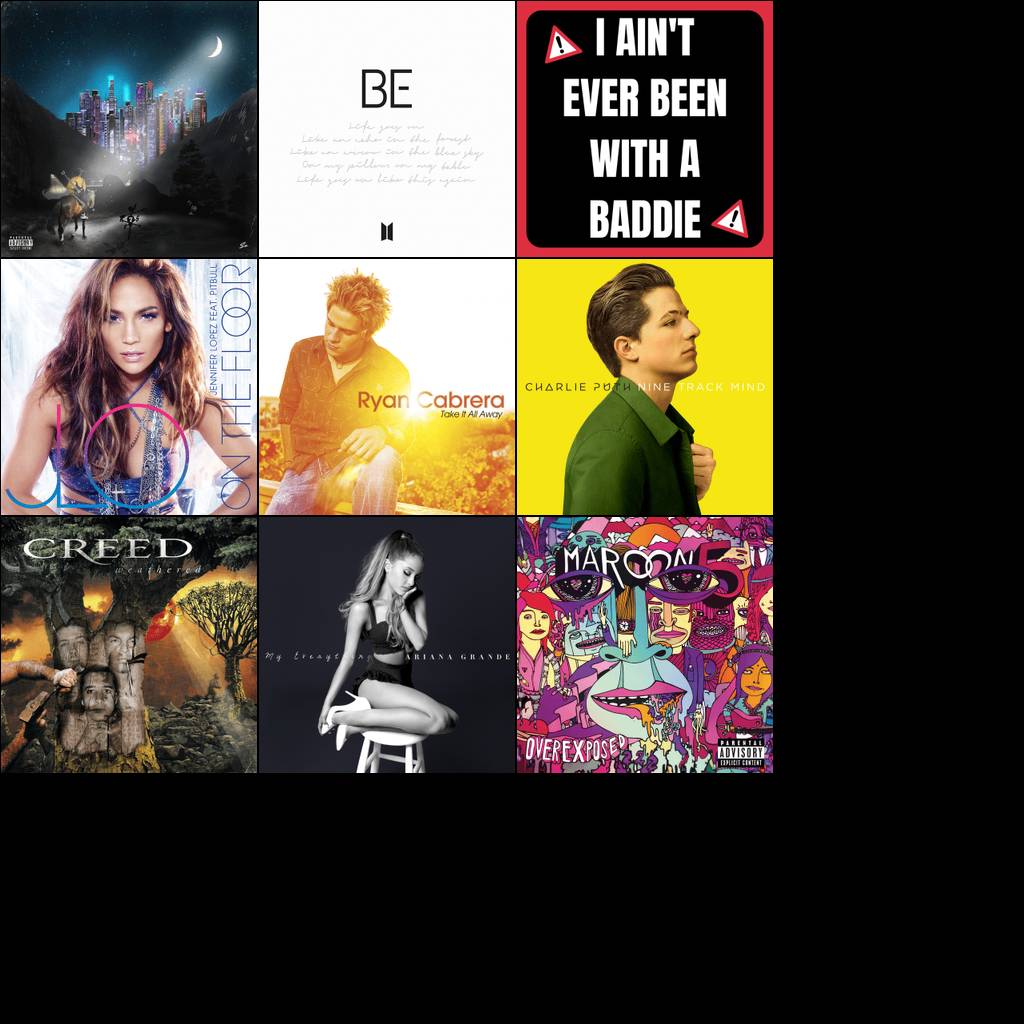 PARENTAL
ADVISORY
EXPLICIT CONTENT
BE
Life goes on
Like an echo in the forest
Like an arrow in the blue sky
On my pillow, on my table
Life goes on like this again
I AIN'T
EVER BEEN
WITH A
BADDIE
JENNIFER LOPEZ FEAT. PITBULL
ON THE FLOOR
JLO
Ryan Cabrera
Take It All Away
CHARLIE PUTH NINE TRACK MIND
CREED
weathered
My Everything ARIANA GRANDE
MAROON 5
OVEREXPOSED
PARENTAL
ADVISORY
EXPLICIT CONTENT